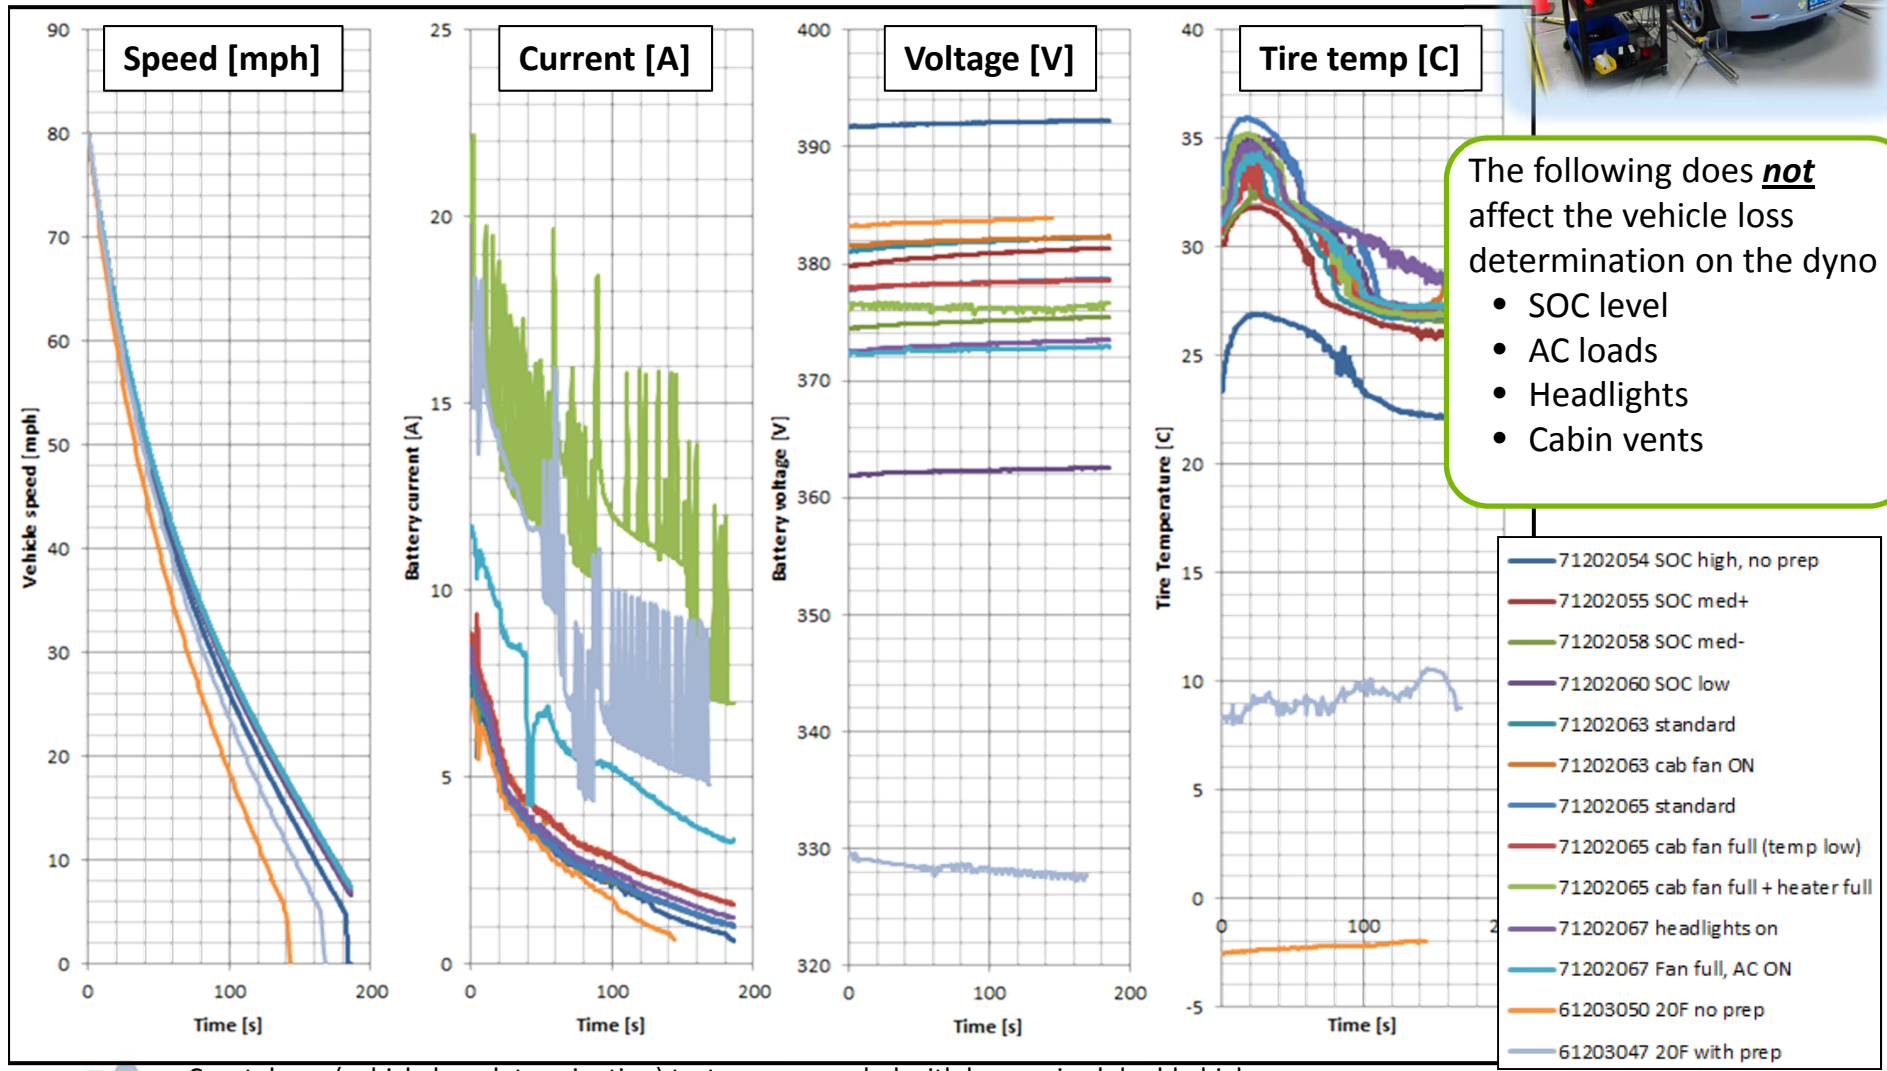 Speed [mph]
Current [A]
Voltage [V]
Tire temp [C]
90
80
70
60
50
40
30
20
10
0
0
100
200
Vehicle speed [mph]
Time [s]
25
20
15
10
5
0
0
100
200
Battery current [A]
Time [s]
400
390
380
370
360
350
340
330
320
0
100
200
Battery voltage [V]
Time [s]
40
35
30
25
20
15
10
5
0
-5
0
100
2
Tire Temperature [C]
Time [s]
The following does not
affect the vehicle loss
determination on the dyno
• SOC level
• AC loads
• Headlights
• Cabin vents
71202054 SOC high, no prep
71202055 SOC med+
71202058 SOC med-
71202060 SOC low
71202063 standard
71202063 cab fan ON
71202065 standard
71202065 cab fan full (temp low)
71202065 cab fan full + heater full
71202067 headlights on
71202067 Fan full, AC ON
61203050 20F no prep
61203047 20F with prep